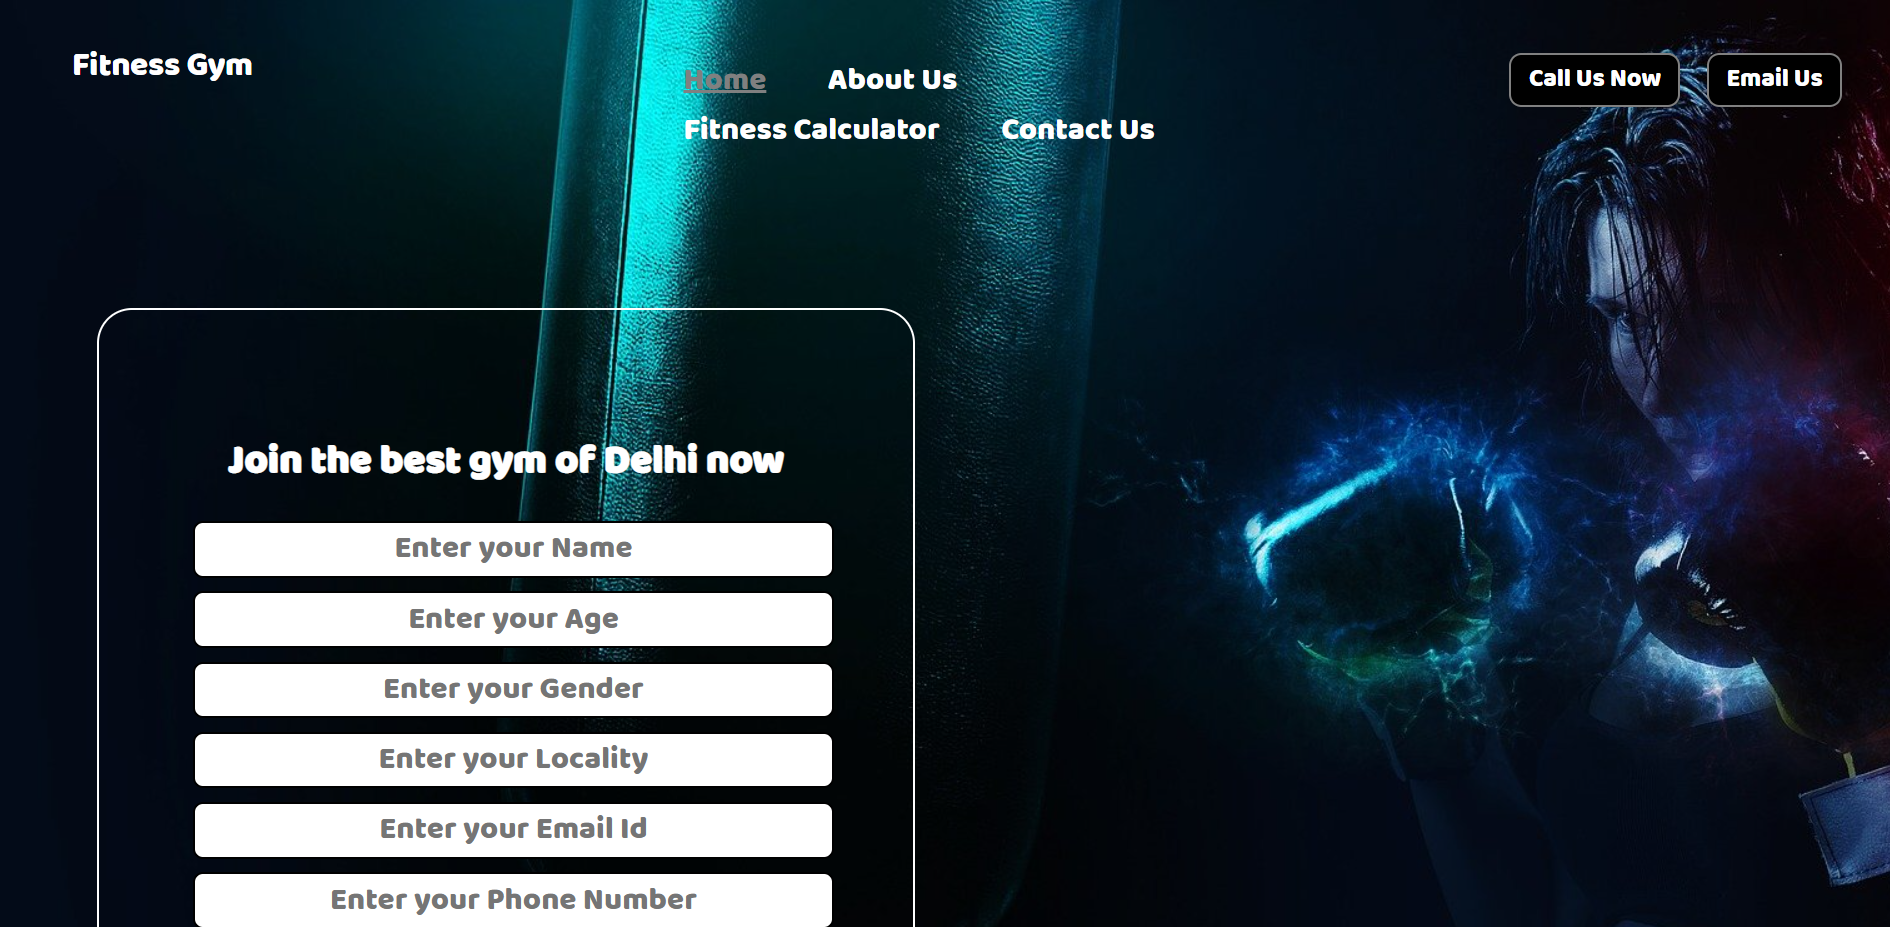 Fitness Gym
Home About Us
Fitness Calculator Contact Us
Call Us Now Email Us
Join the best gym of Delhi now
Enter your Name
Enter your Age
Enter your Gender
Enter your Locality
Enter your Email Id
Enter your Phone Number